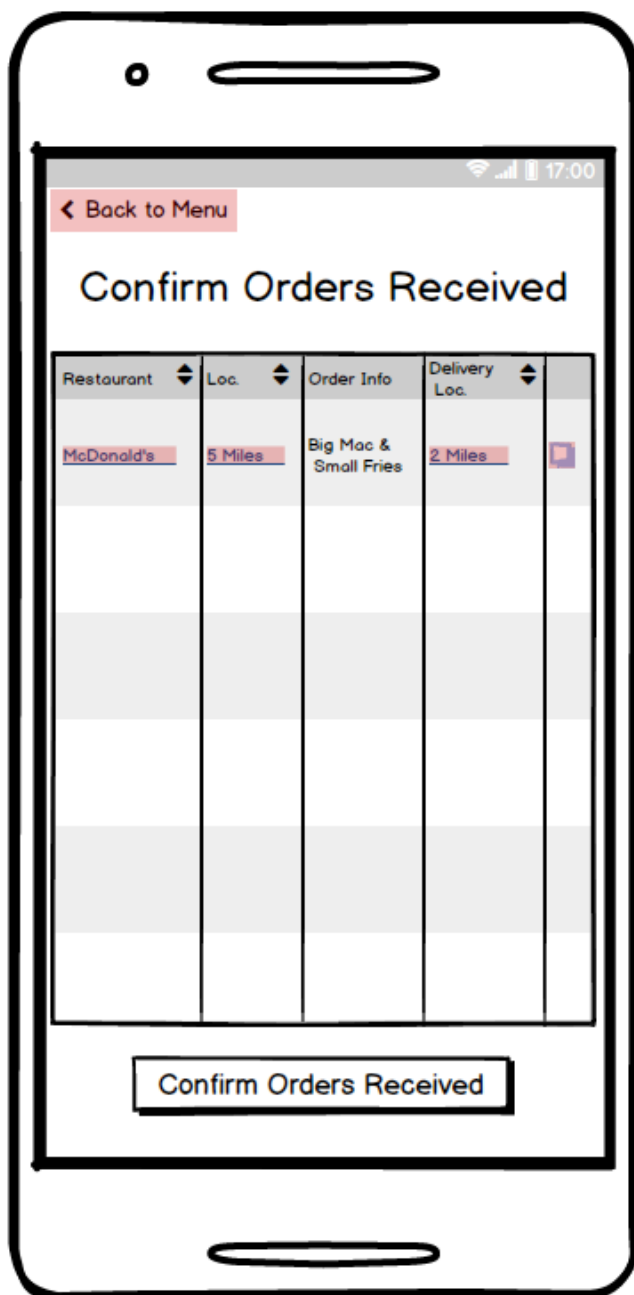 17:00
Back to Menu
Confirm Orders Received
Restaurant
Loc.
Order Info
Delivery
Loc.
McDonald's
5 Miles
Big Mac &
Small Fries
2 Miles
Confirm Orders Received